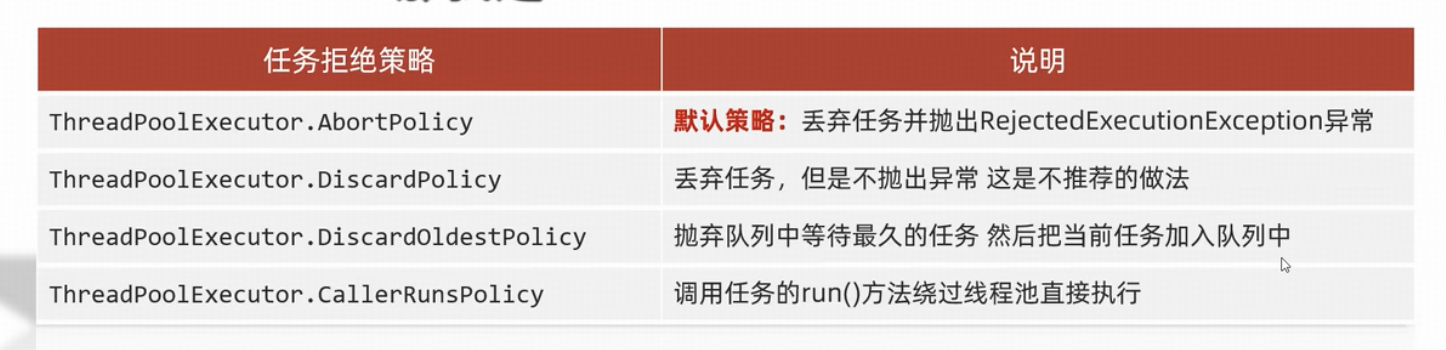 任务拒绝策略 说明
ThreadPoolExecutor.AbortPolicy 默认策略：丢弃任务并抛出RejectedExecutionException异常
ThreadPoolExecutor.DiscardPolicy 丢弃任务，但是不抛出异常 这是不推荐的做法
ThreadPoolExecutor.DiscardOldestPolicy 抛弃队列中等待最久的任务 然后把当前任务加入队列中
ThreadPoolExecutor.CallerRunsPolicy 调用任务的run()方法绕过线程池直接执行